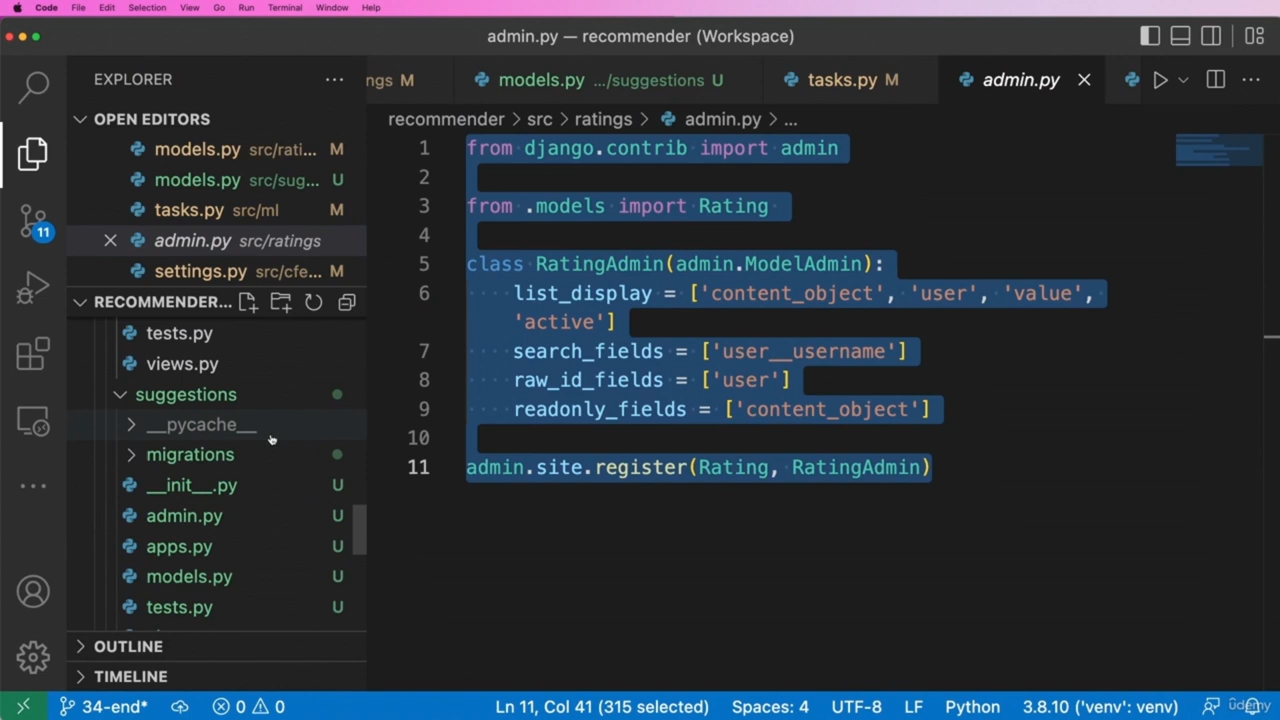 Code File Edit Selection View Go Run Terminal Window Help
admin.py — recommender (Workspace)
EXPLORER
ngs M
models.py .../suggestions U
tasks.py M
admin.py
OPEN EDITORS
models.py src/rati... M
models.py src/sug... U
tasks.py src/ml M
admin.py src/ratings
settings.py src/cfe... M
RECOMMENDER...
tests.py
views.py
suggestions
__pycache__
migrations
__init__.py U
admin.py U
apps.py U
models.py U
tests.py U
OUTLINE
TIMELINE
recommender > src > ratings > admin.py > ...
1 from django.contrib import admin
2
3 from .models import Rating
4
5 class RatingAdmin(admin.ModelAdmin):
6 list_display = ['content_object', 'user', 'value',
'active']
7 search_fields = ['user__username']
8 raw_id_fields = ['user']
9 readonly_fields = ['content_object']
10
11 admin.site.register(Rating, RatingAdmin)
11
34-end* 0 0 Ln 11, Col 41 (315 selected) Spaces: 4 UTF-8 LF Python 3.8.10 ('venv': venv)
udemy